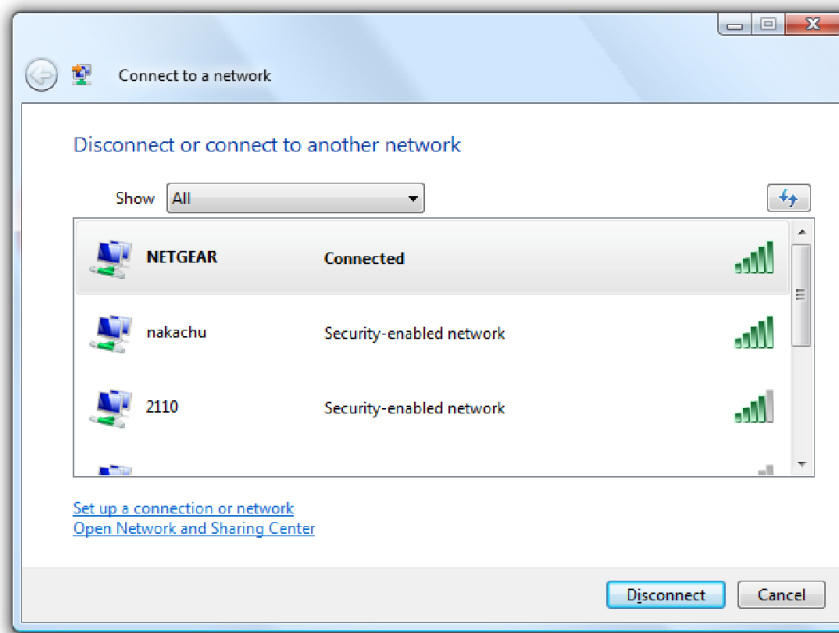 Connect to a network
Disconnect or connect to another network
Show All
NETGEAR Connected
nakachu Security-enabled network
2110 Security-enabled network
Set up a connection or network
Open Network and Sharing Center
Disconnect Cancel